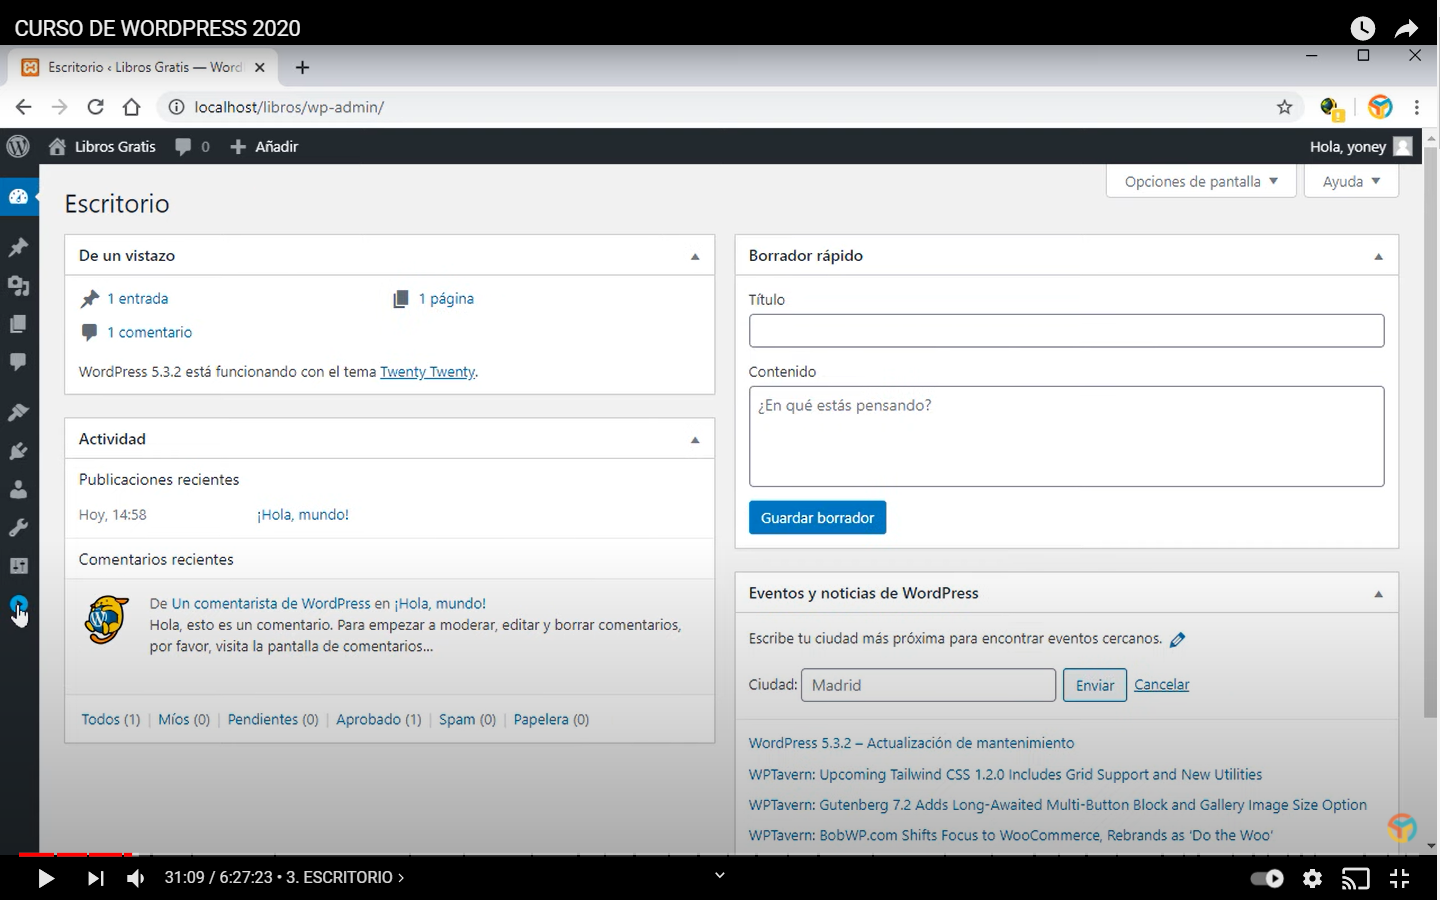 CURSO DE WORDPRESS 2020
Escritorio ‹ Libros Gratis — Word
localhost/libros/wp-admin/
Libros Gratis 0 Añadir Hola, yoney
Opciones de pantalla Ayuda
Escritorio
De un vistazo
1 entrada 1 página
1 comentario
WordPress 5.3.2 está funcionando con el tema Twenty Twenty.
Actividad
Publicaciones recientes
Hoy, 14:58 ¡Hola, mundo!
Comentarios recientes
De Un comentarista de WordPress en ¡Hola, mundo!
Hola, esto es un comentario. Para empezar a moderar, editar y borrar comentarios,
por favor, visita la pantalla de comentarios...
Todos (1) | Míos (0) | Pendientes (0) | Aprobado (1) | Spam (0) | Papelera (0)
Borrador rápido
Título
Contenido
¿En qué estás pensando?
Guardar borrador
Eventos y noticias de WordPress
Escribe tu ciudad más próxima para encontrar eventos cercanos.
Ciudad: Madrid Enviar Cancelar
WordPress 5.3.2 – Actualización de mantenimiento
WPTavern: Upcoming Tailwind CSS 1.2.0 Includes Grid Support and New Utilities
WPTavern: Gutenberg 7.2 Adds Long-Awaited Multi-Button Block and Gallery Image Size Option
WPTavern: BobWP.com Shifts Focus to WooCommerce, Rebrands as ‘Do the Woo’
31:09 / 6:27:23 • 3. ESCRITORIO ›